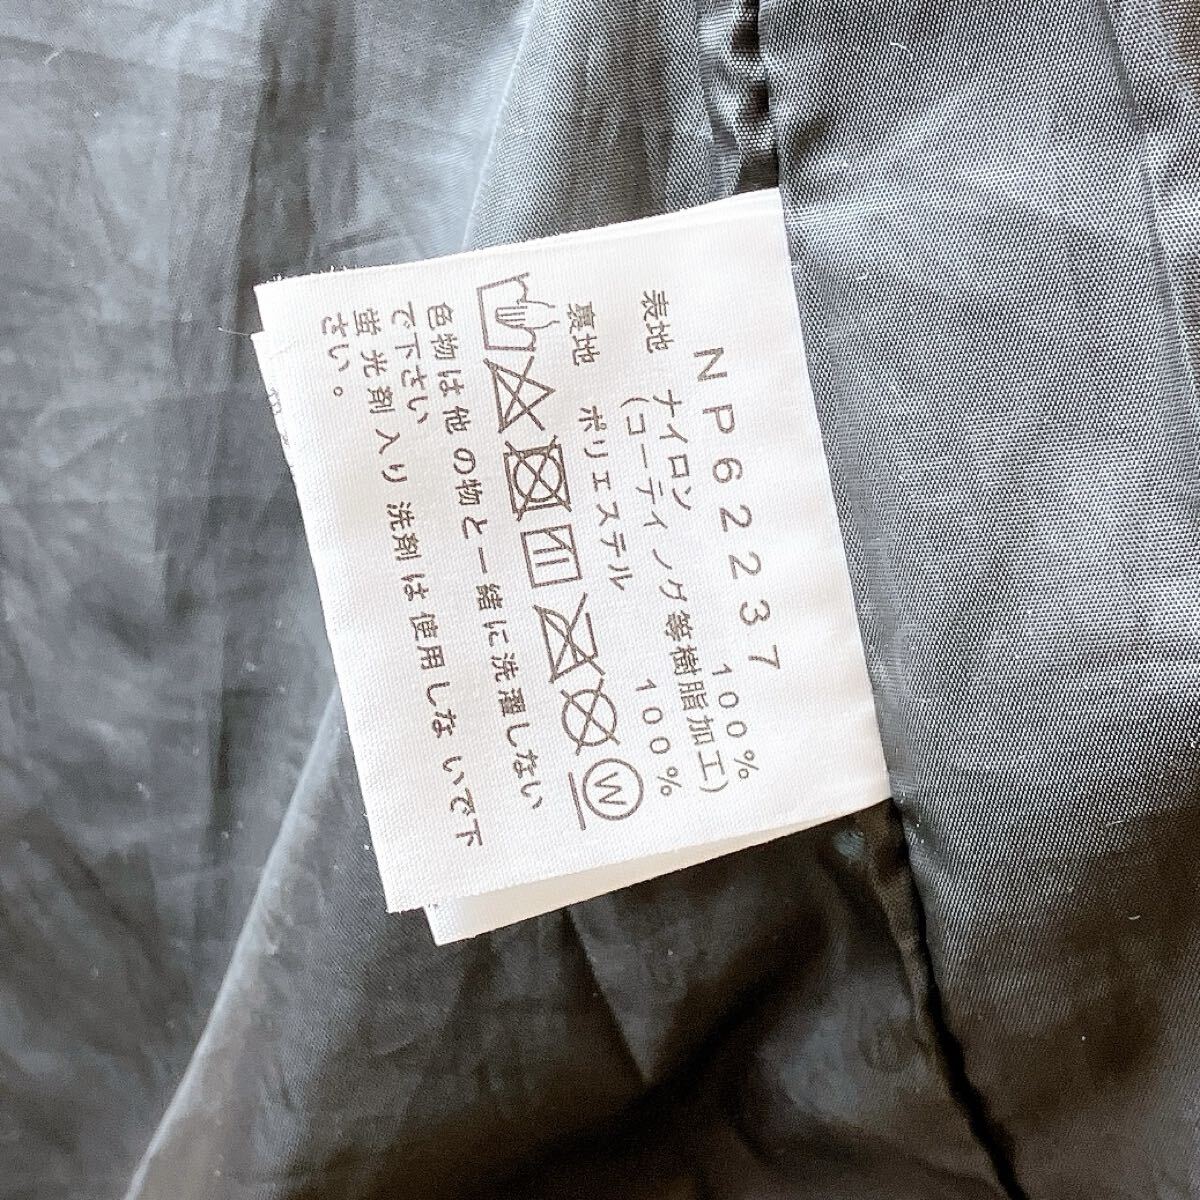 NP62237
表地 ナイロン 100%
(コーティング等樹脂加工)
裏地 ポリエステル 100%
W
色物は他の物と一緒に洗濯しない
で下さい
蛍光剤入り洗剤は使用しないで下
さい。